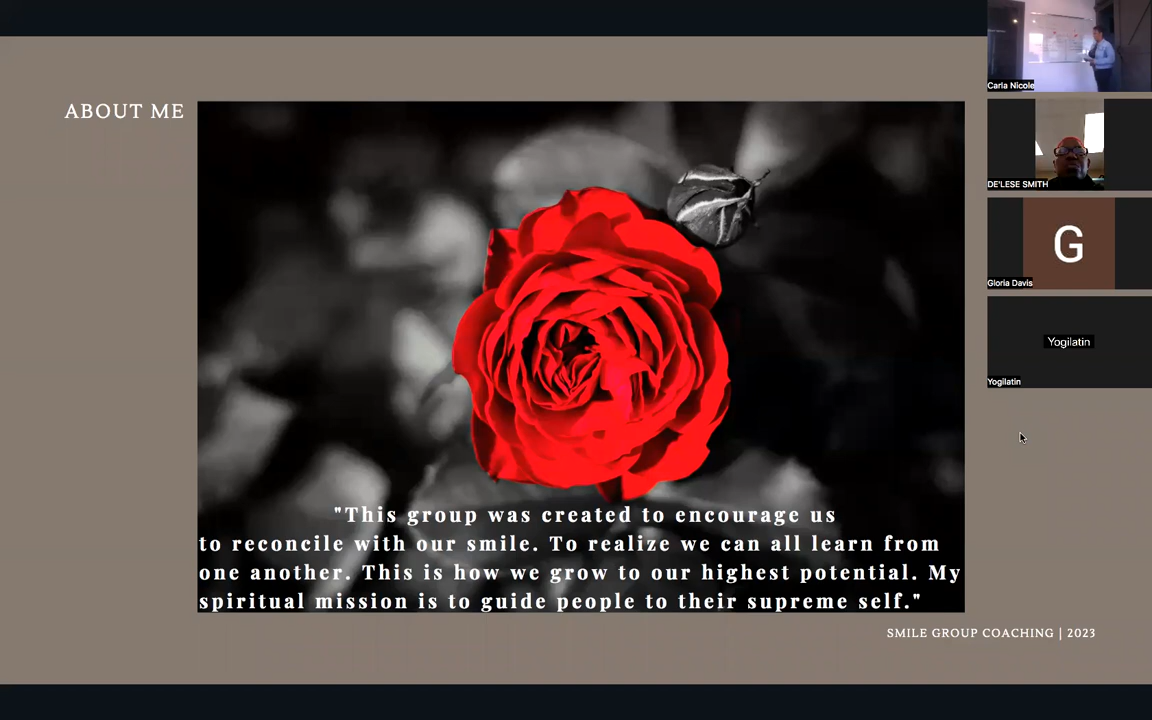 ABOUT ME
"This group was created to encourage us
to reconcile with our smile. To realize we can all learn from
one another. This is how we grow to our highest potential. My
spiritual mission is to guide people to their supreme self."
SMILE GROUP COACHING | 2023
Carla Nicole
DE'LESE SMITH
G
Gloria Davis
Yogilatin
Yogilatin